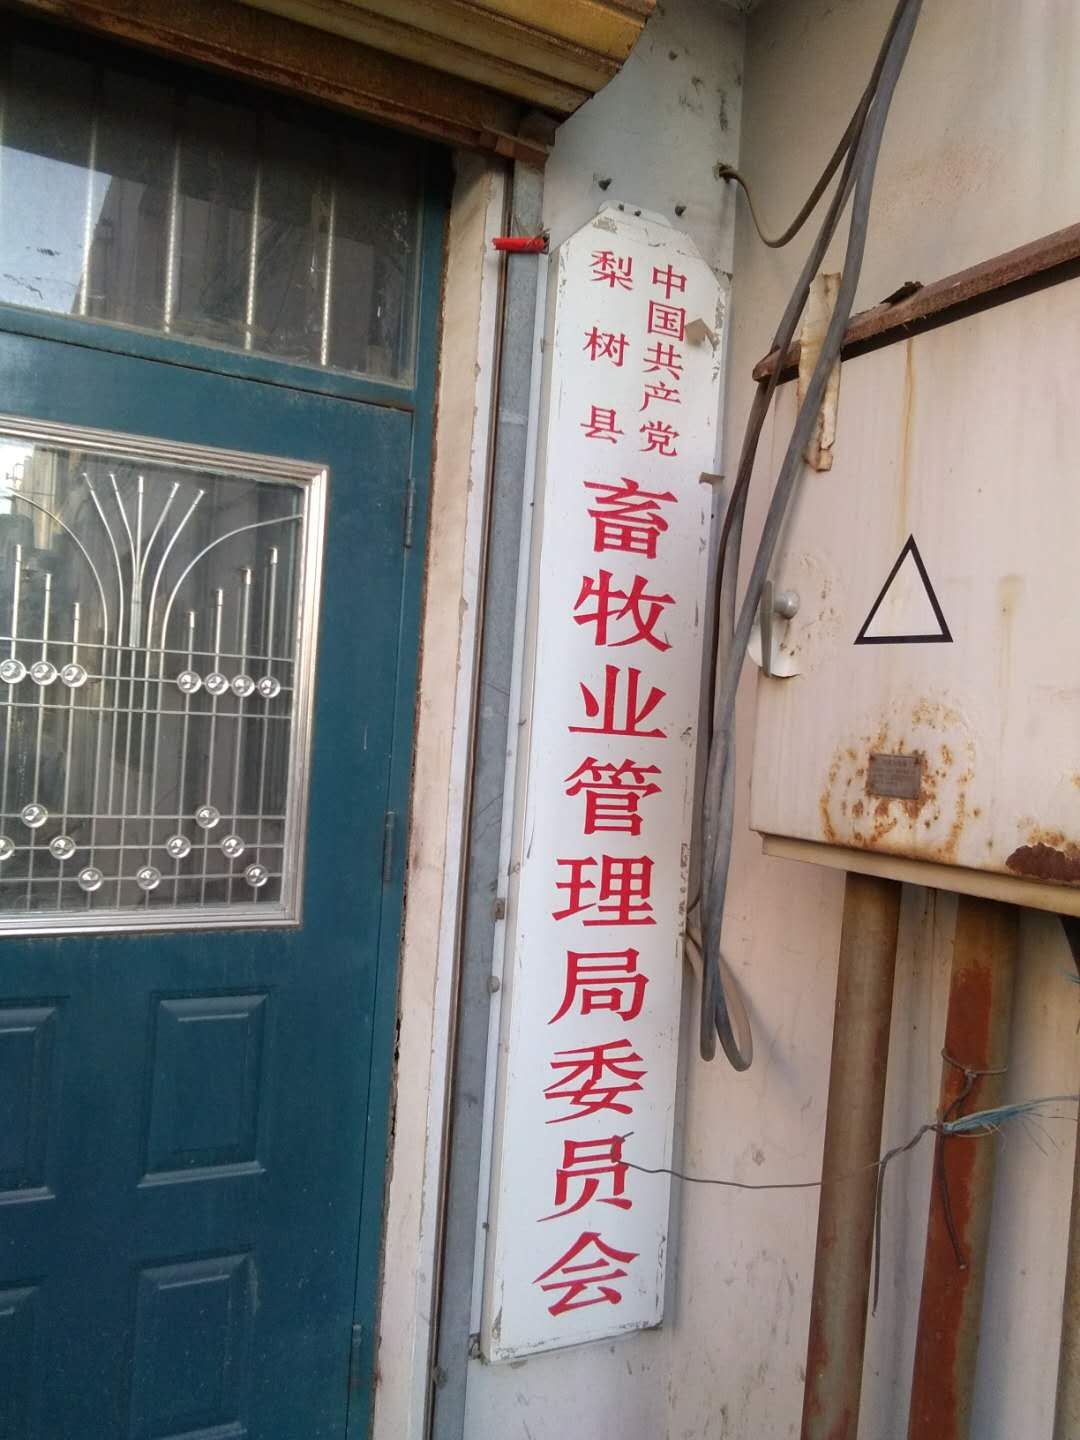 中国共产党
梨树县
畜牧业管理局委员会